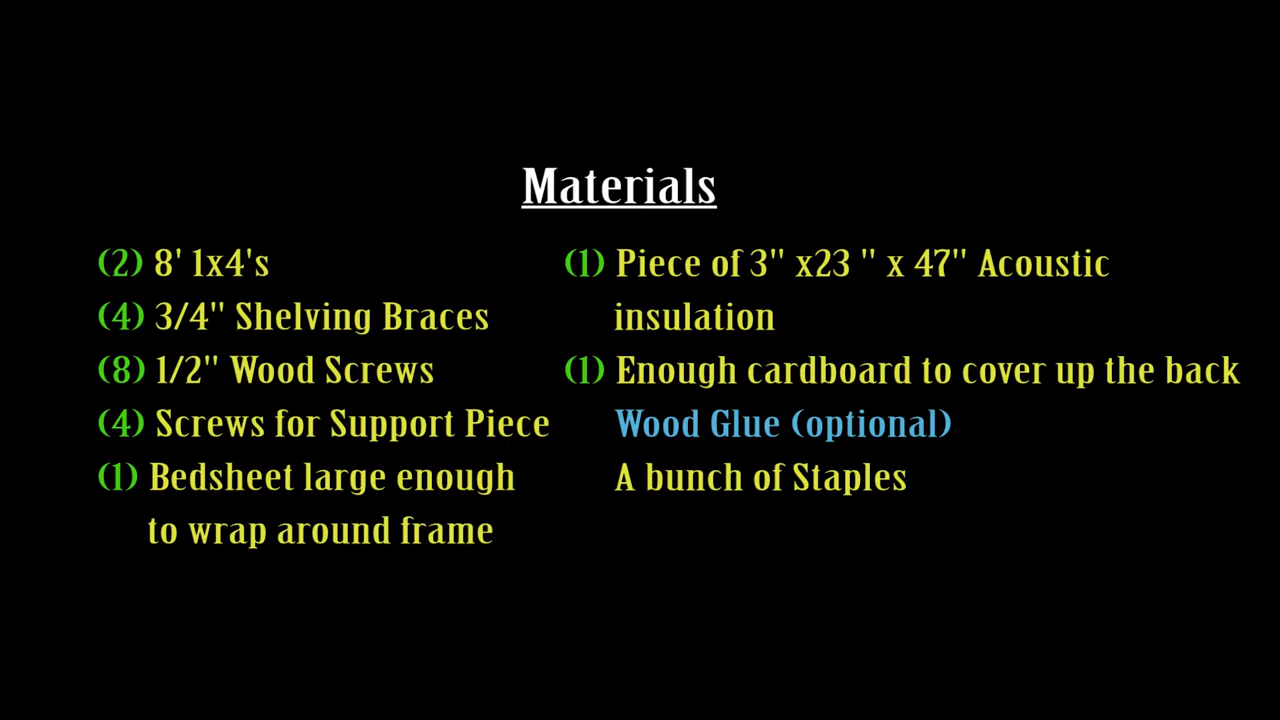 Materials
(2) 8' 1x4's
(4) 3/4" Shelving Braces
(8) 1/2" Wood Screws
(4) Screws for Support Piece
(1) Bedsheet large enough
to wrap around frame
(1) Piece of 3" x23 " x 47" Acoustic
insulation
(1) Enough cardboard to cover up the back
Wood Glue (optional)
A bunch of Staples